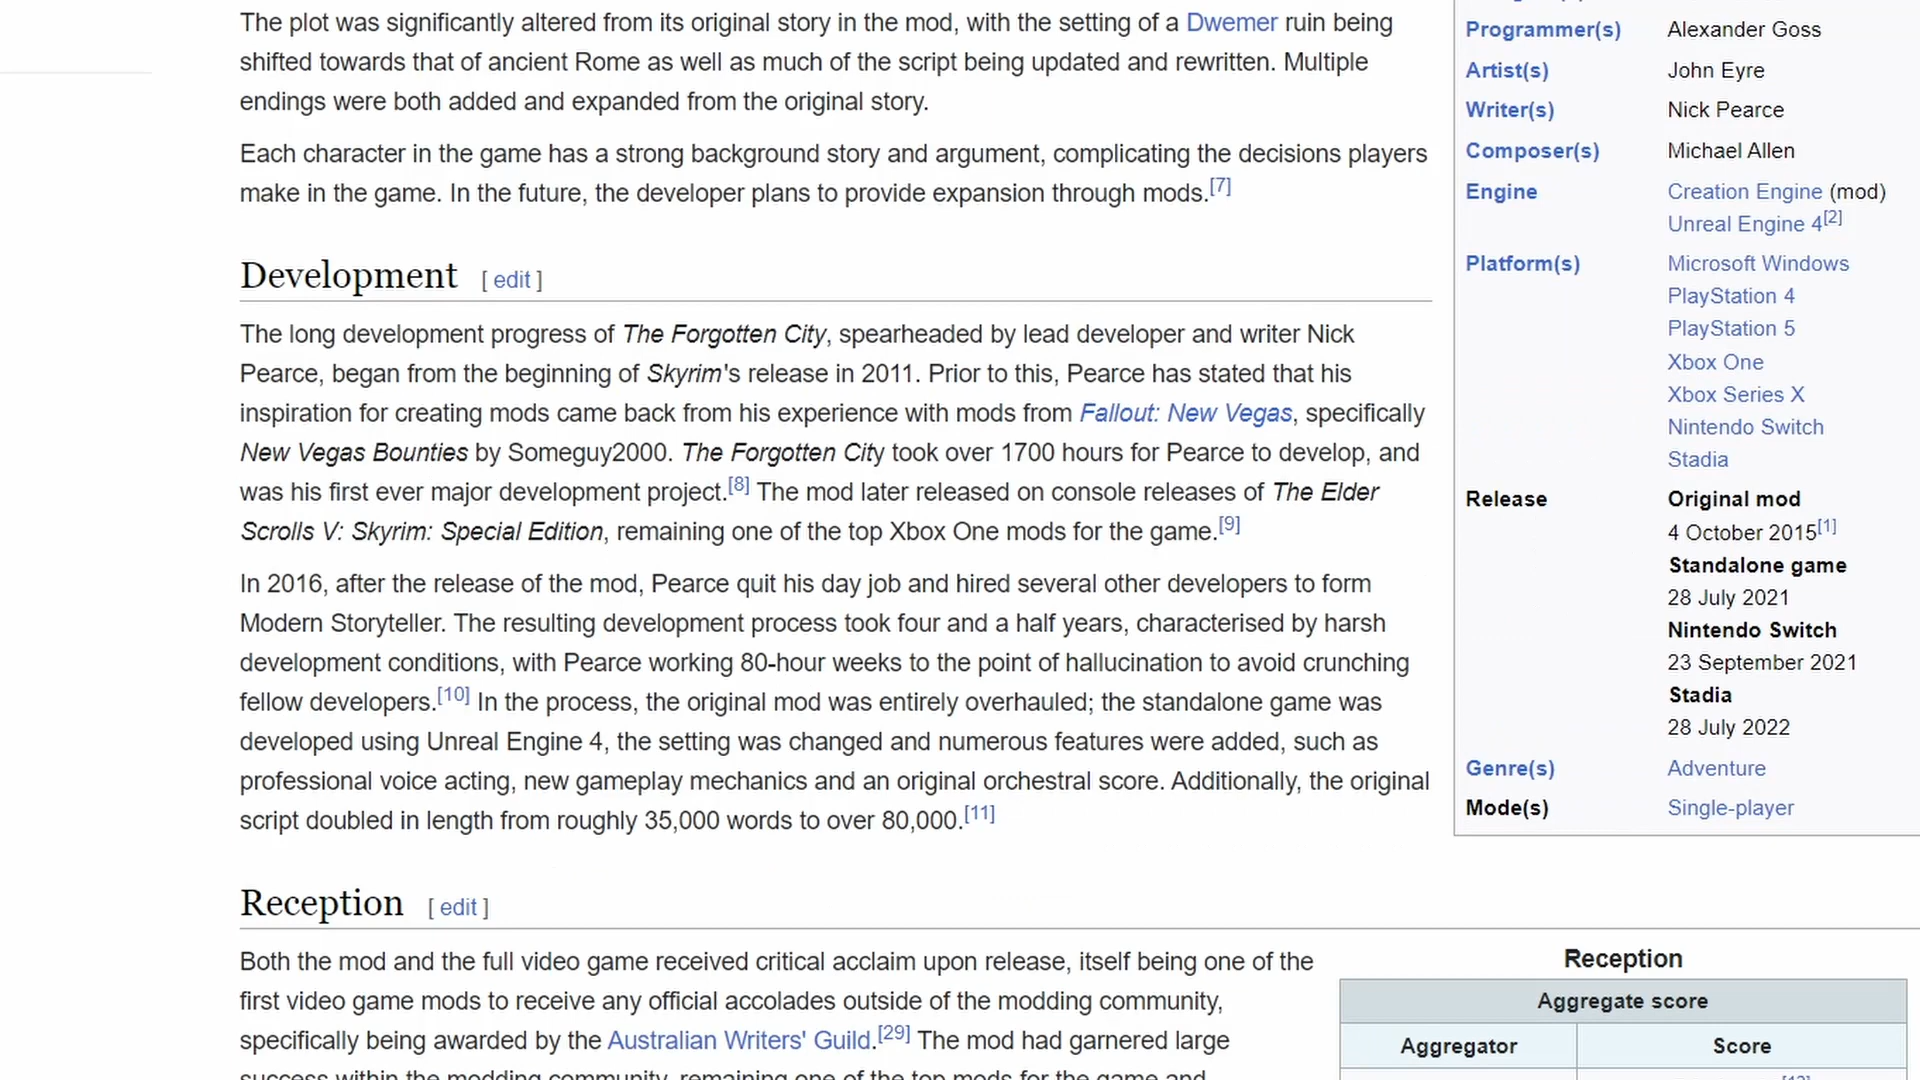 The plot was significantly altered from its original story in the mod, with the setting of a Dwemer ruin being
shifted towards that of ancient Rome as well as much of the script being updated and rewritten. Multiple
endings were both added and expanded from the original story.
Each character in the game has a strong background story and argument, complicating the decisions players
make in the game. In the future, the developer plans to provide expansion through mods.[7]
Development [ edit ]
The long development progress of The Forgotten City, spearheaded by lead developer and writer Nick
Pearce, began from the beginning of Skyrim's release in 2011. Prior to this, Pearce has stated that his
inspiration for creating mods came back from his experience with mods from Fallout: New Vegas, specifically
New Vegas Bounties by Someguy2000. The Forgotten City took over 1700 hours for Pearce to develop, and
was his first ever major development project.[8] The mod later released on console releases of The Elder
Scrolls V: Skyrim: Special Edition, remaining one of the top Xbox One mods for the game.[9]
In 2016, after the release of the mod, Pearce quit his day job and hired several other developers to form
Modern Storyteller. The resulting development process took four and a half years, characterised by harsh
development conditions, with Pearce working 80-hour weeks to the point of hallucination to avoid crunching
fellow developers.[10] In the process, the original mod was entirely overhauled; the standalone game was
developed using Unreal Engine 4, the setting was changed and numerous features were added, such as
professional voice acting, new gameplay mechanics and an original orchestral score. Additionally, the original
script doubled in length from roughly 35,000 words to over 80,000.[11]
Reception [ edit ]
Both the mod and the full video game received critical acclaim upon release, itself being one of the
first video game mods to receive any official accolades outside of the modding community,
specifically being awarded by the Australian Writers' Guild.[29] The mod had garnered large
success within the modding community, remaining one of the top mods for the game and
Programmer(s) Alexander Goss
Artist(s) John Eyre
Writer(s) Nick Pearce
Composer(s) Michael Allen
Engine Creation Engine (mod)
Unreal Engine 4[2]
Platform(s) Microsoft Windows
PlayStation 4
PlayStation 5
Xbox One
Xbox Series X
Nintendo Switch
Stadia
Release Original mod
4 October 2015[1]
Standalone game
28 July 2021
Nintendo Switch
23 September 2021
Stadia
28 July 2022
Genre(s) Adventure
Mode(s) Single-player
Reception
Aggregate score
Aggregator Score